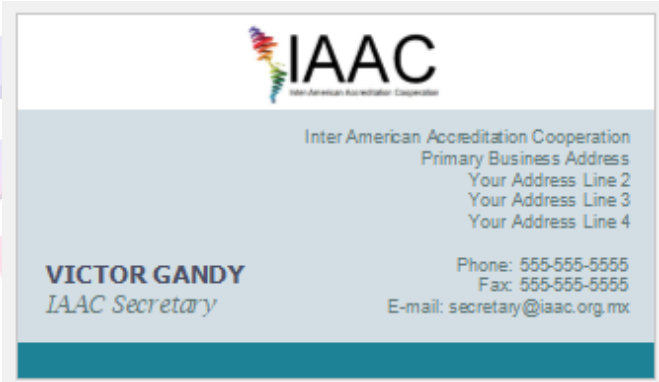 IAAC
Inter American Accreditation Cooperation
Inter American Accreditation Cooperation
Primary Business Address
Your Address Line 2
Your Address Line 3
Your Address Line 4
Phone: 555-555-5555
Fax: 555-555-5555
E-mail: secretary@iaac.org.mx
VICTOR GANDY
IAAC Secretary